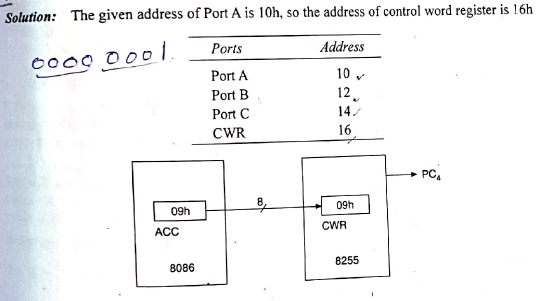 Solution: The given address of Port A is 10h, so the address of control word register is 16h
0000 0001
Ports Address
Port A 10 ✓
Port B 12
Port C 14
CWR 16
PC4
8
09h 09h
ACC CWR
8086 8255